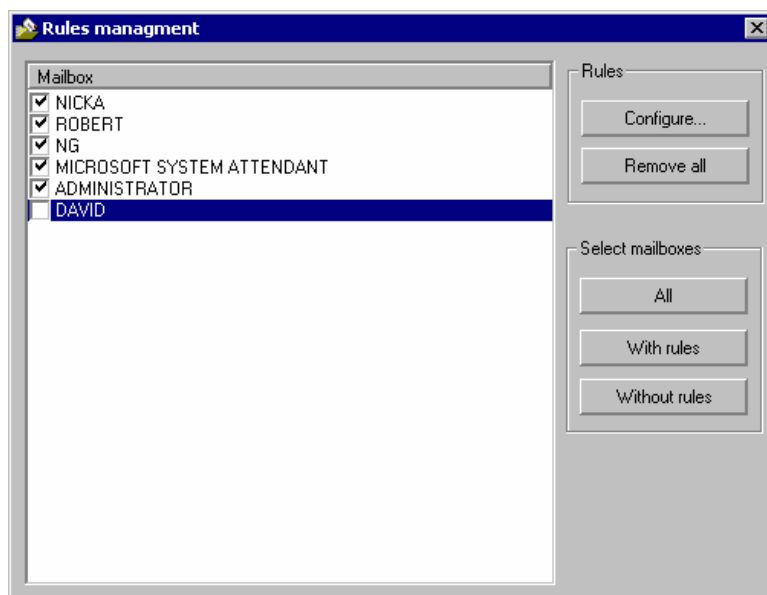 Rules managment
Mailbox
NICKA
ROBERT
NG
MICROSOFT SYSTEM ATTENDANT
ADMINISTRATOR
DAVID
Rules
Configure...
Remove all
Select mailboxes
All
With rules
Without rules